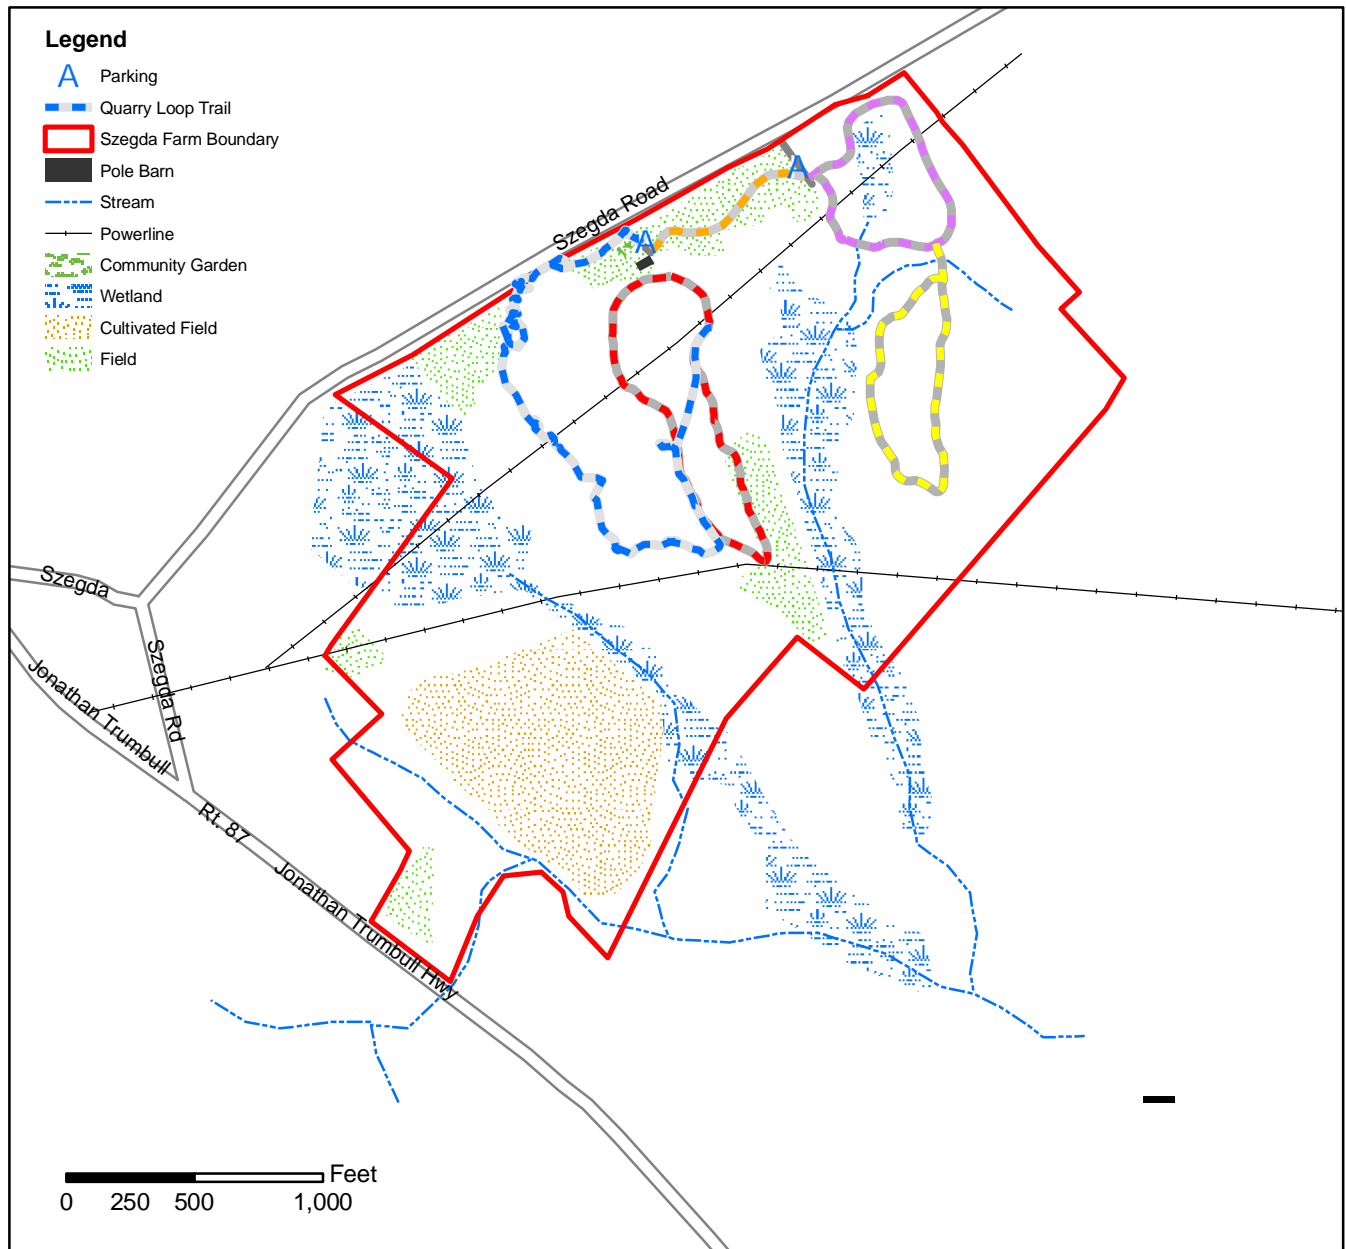 Legend
A Parking
Quarry Loop Trail
Szegda Farm Boundary
Pole Barn
Stream
Powerline
Community Garden
Wetland
Cultivated Field
Field
A
Szegda Road
A
Szegda
Szegda Rd
Jonathan Trumbull
Rt. 87
Jonathan Trumbull Hwy
Feet
0 250 500 1,000